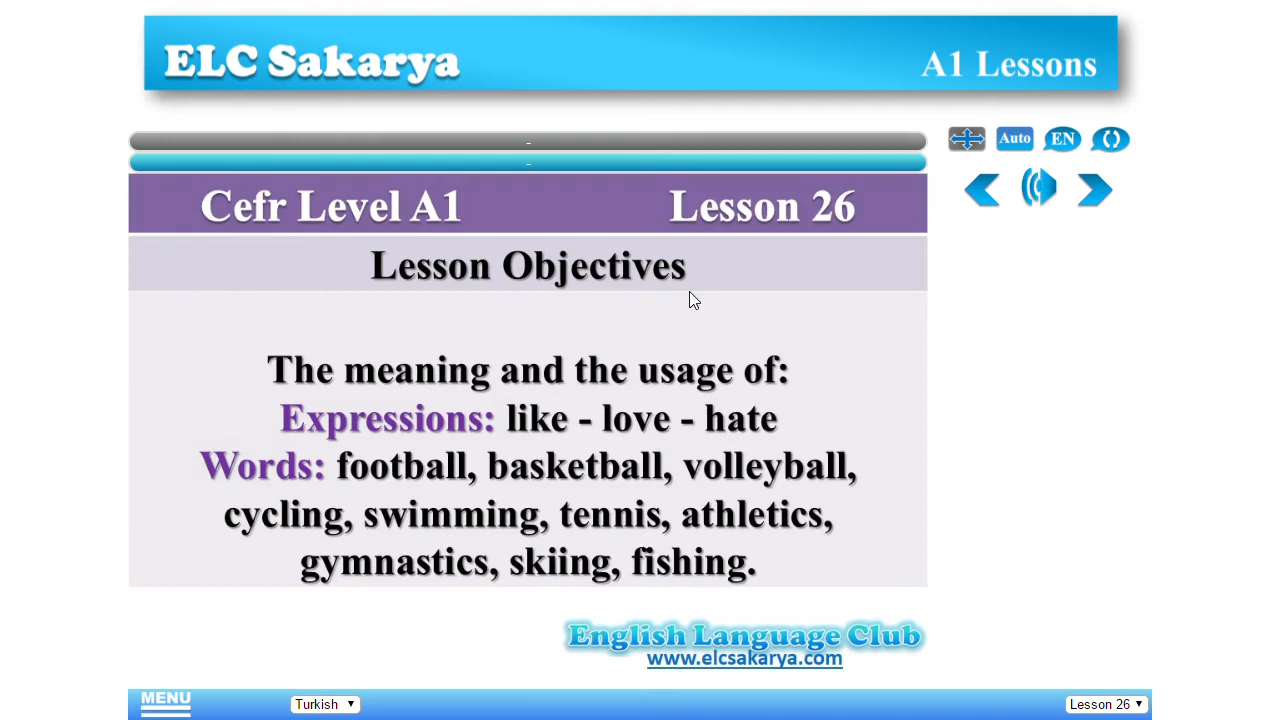 ELC Sakarya
A1 Lessons
Auto
EN
-
-
Cefr Level A1
Lesson 26
Lesson Objectives
The meaning and the usage of:
Expressions: like - love - hate
Words: football, basketball, volleyball,
cycling, swimming, tennis, athletics,
gymnastics, skiing, fishing.
English Language Club
www.elcsakarya.com
MENU
Turkish
Lesson 26